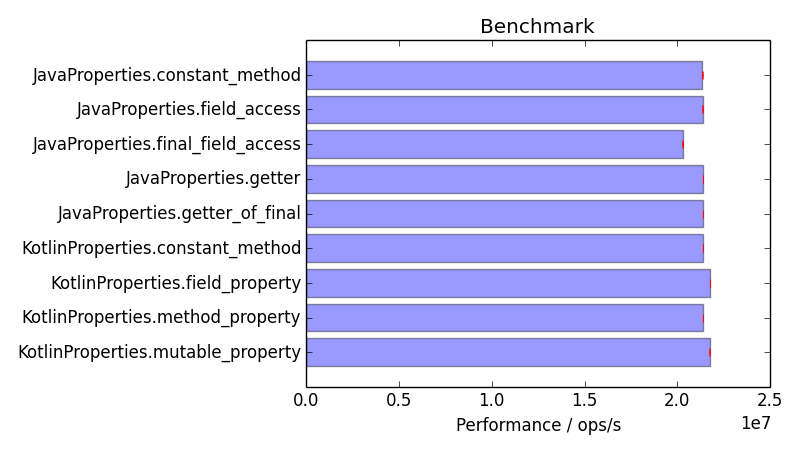 Benchmark
JavaProperties.constant_method
JavaProperties.field_access
JavaProperties.final_field_access
JavaProperties.getter
JavaProperties.getter_of_final
KotlinProperties.constant_method
KotlinProperties.field_property
KotlinProperties.method_property
KotlinProperties.mutable_property
0.0 0.5 1.0 1.5 2.0 2.5
1e7
Performance / ops/s